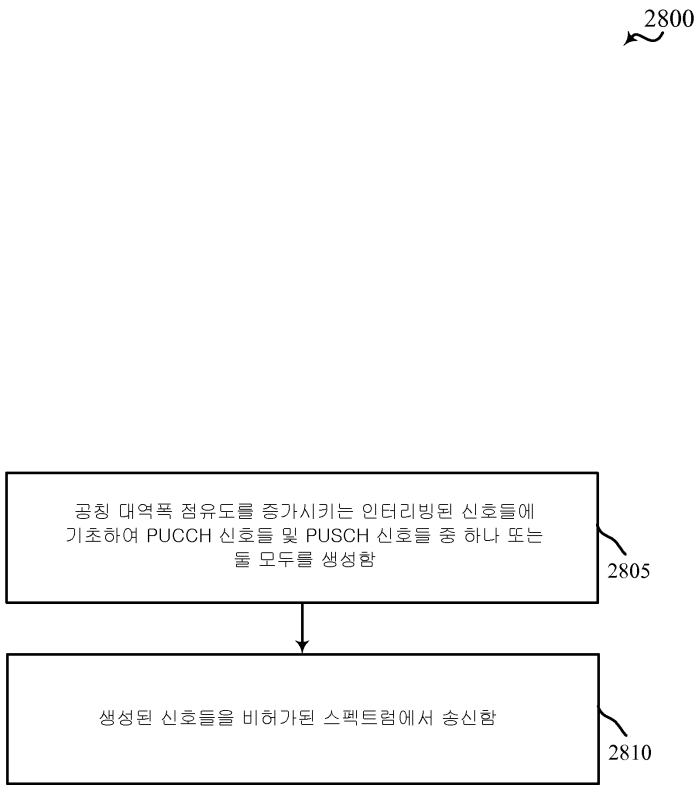 2800
공칭 대역폭 점유도를 증가시키는 인터리빙된 신호들에
기초하여 PUCCH 신호들 및 PUSCH 신호들 중 하나 또는
둘 모두를 생성함
2805
생성된 신호들을 비허가된 스펙트럼에서 송신함
2810